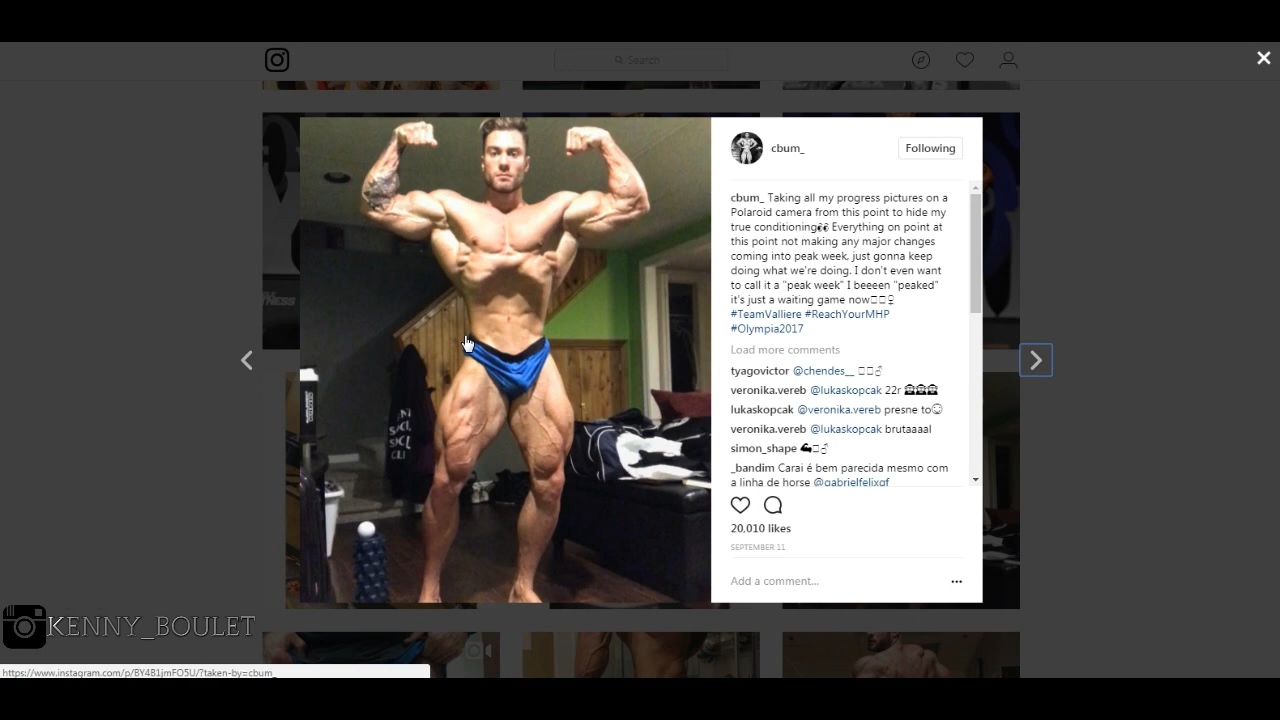 Search
cbum_
Following
cbum_ Taking all my progress pictures on a
Polaroid camera from this point to hide my
true conditioning👀 Everything on point at
this point not making any major changes
coming into peak week, just gonna keep
doing what we're doing. I don't even want
to call it a "peak week" I beeeen "peaked"
it's just a waiting game now
#TeamValliere #ReachYourMHP
#Olympia2017
Load more comments
tyagovictor @chendes__
veronika.vereb @lukaskopcak 22r
lukaskopcak @veronika.vereb presne to
veronika.vereb @lukaskopcak brutaaaal
simon_shape
_bandim Carai é bem parecida mesmo com
a linha de horse @gabrielfelixgf
20,010 likes
SEPTEMBER 11
Add a comment...
KENNY_BOULET
https://www.instagram.com/p/BY4B1jmFO5U/?taken-by=cbum_